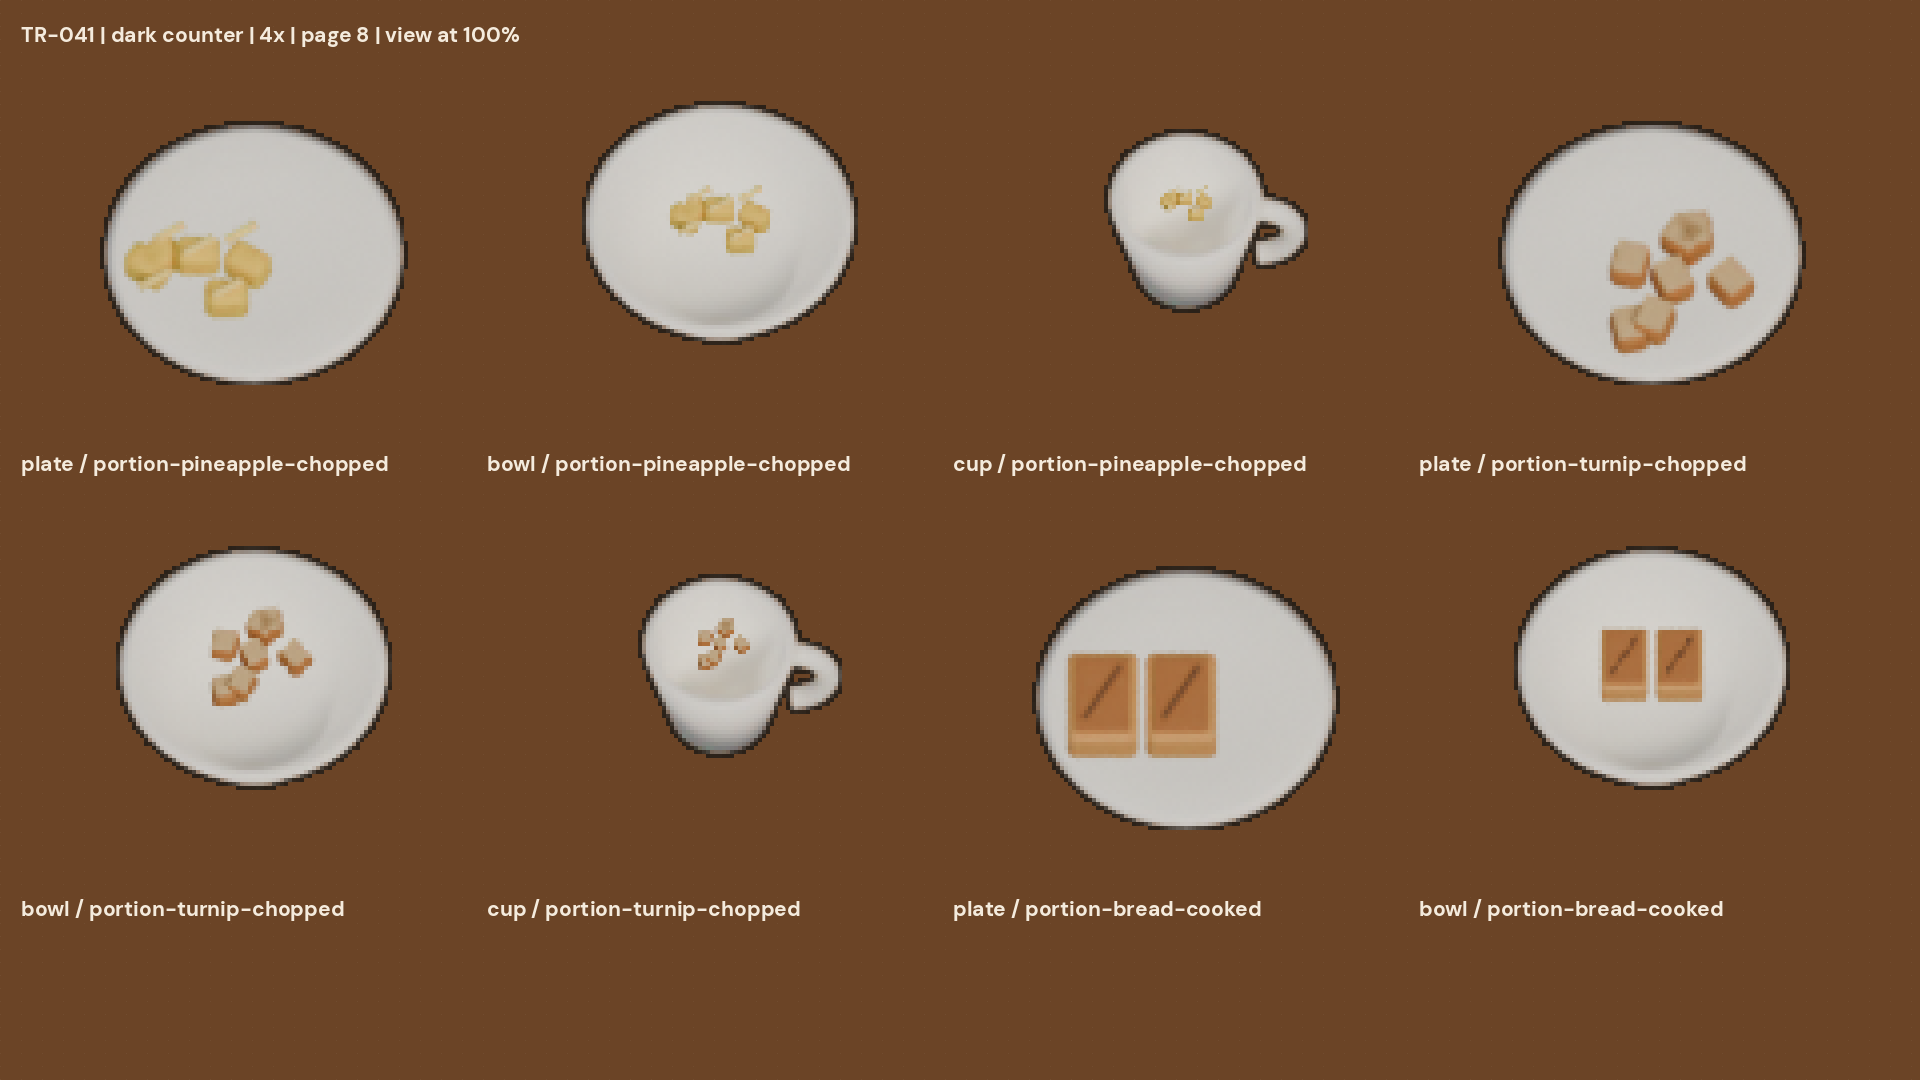 TR-041 | dark counter | 4x | page 8 | view at 100%
plate / portion-pineapple-chopped
bowl / portion-pineapple-chopped
cup / portion-pineapple-chopped
plate / portion-turnip-chopped
bowl / portion-turnip-chopped
cup / portion-turnip-chopped
plate / portion-bread-cooked
bowl / portion-bread-cooked